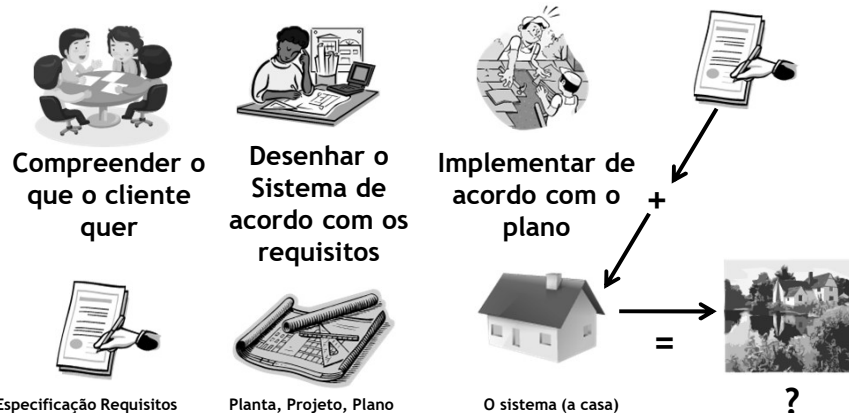 Compreender o
que o cliente
quer
Desenhar o
Sistema de
acordo com os
requisitos
Implementar de
acordo com o
plano
+
=
Especificação Requisitos
Planta, Projeto, Plano
O sistema (a casa)
?